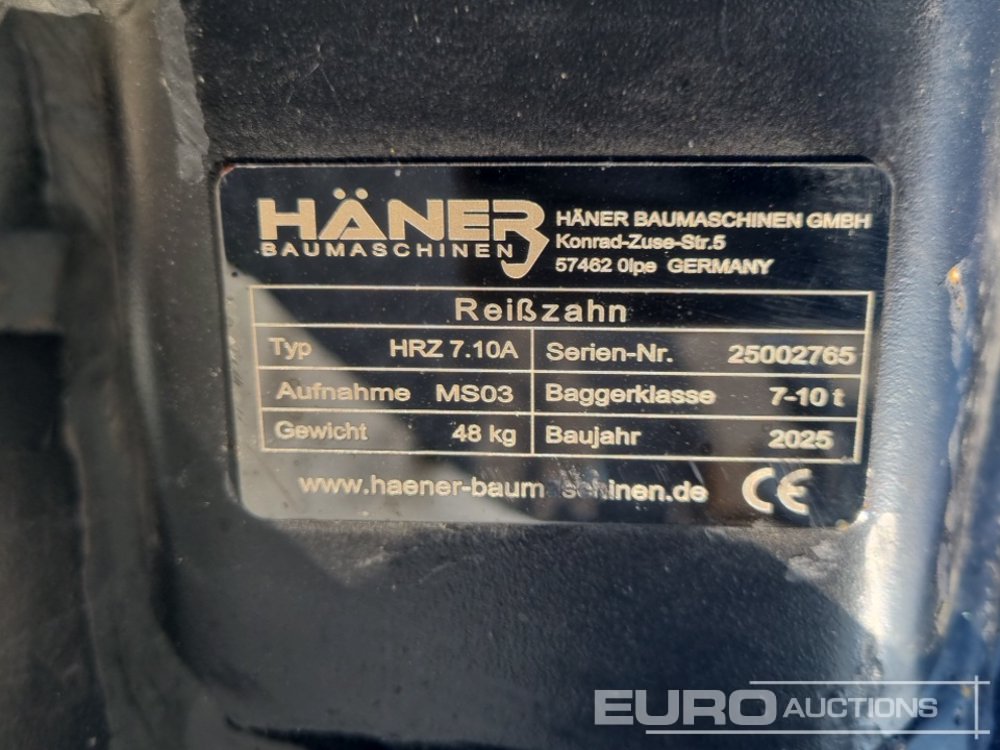 HÄNER
BAUMASCHINEN
HÄNER BAUMASCHINEN GMBH
Konrad-Zuse-Str.5
57462 Olpe GERMANY
Reißzahn
Typ HRZ 7.10A Serien-Nr. 25002765
Aufnahme MS03 Baggerklasse 7-10 t
Gewicht 48 kg Baujahr 2025
www.haener-baumaschinen.de CE
EURO AUCTIONS